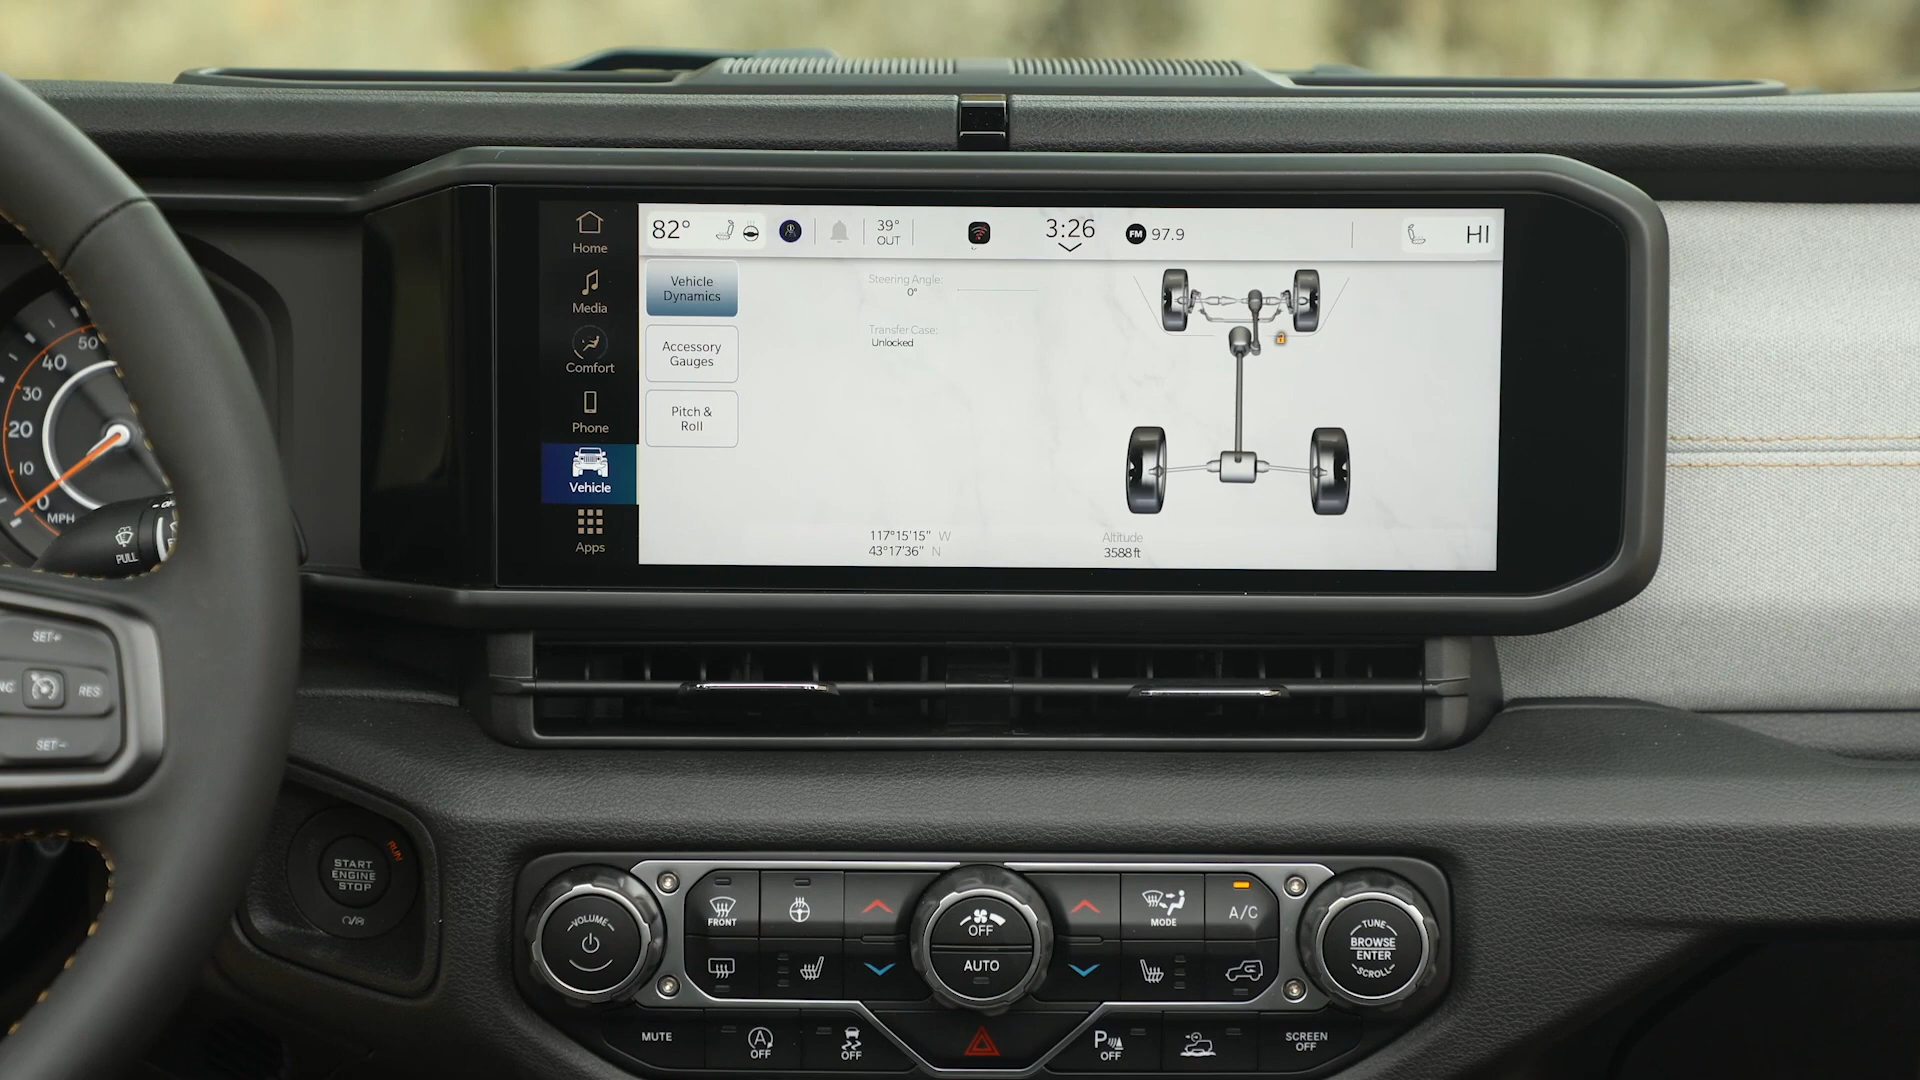 82°
39°
OUT
3:26
FM 97.9
HI
Home
Media
Comfort
Phone
Vehicle
Apps
Vehicle
Dynamics
Accessory
Gauges
Pitch &
Roll
Steering Angle:
0°
Transfer Case:
Unlocked
117°15'15" W
43°17'36" N
Altitude
3588 ft
50
40
30
20
10
0
MPH
PULL
SET+
RES
SET-
START
ENGINE
STOP
RUN
VOLUME
FRONT
OFF
AUTO
MODE
A/C
TUNE
BROWSE
ENTER
SCROLL
MUTE
OFF
OFF
P
OFF
SCREEN
OFF